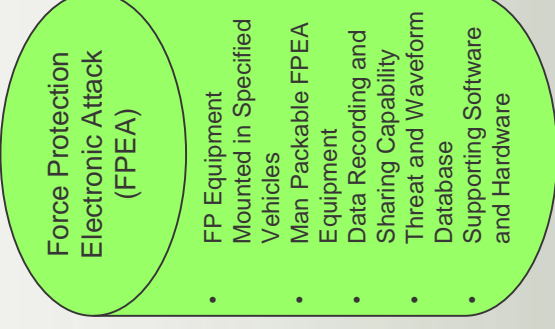 Force Protection
Electronic Attack
(FPEA)
• FP Equipment
Mounted in Specified
Vehicles
• Man Packable FPEA
Equipment
• Data Recording and
Sharing Capability
• Threat and Waveform
Database
• Supporting Software
and Hardware